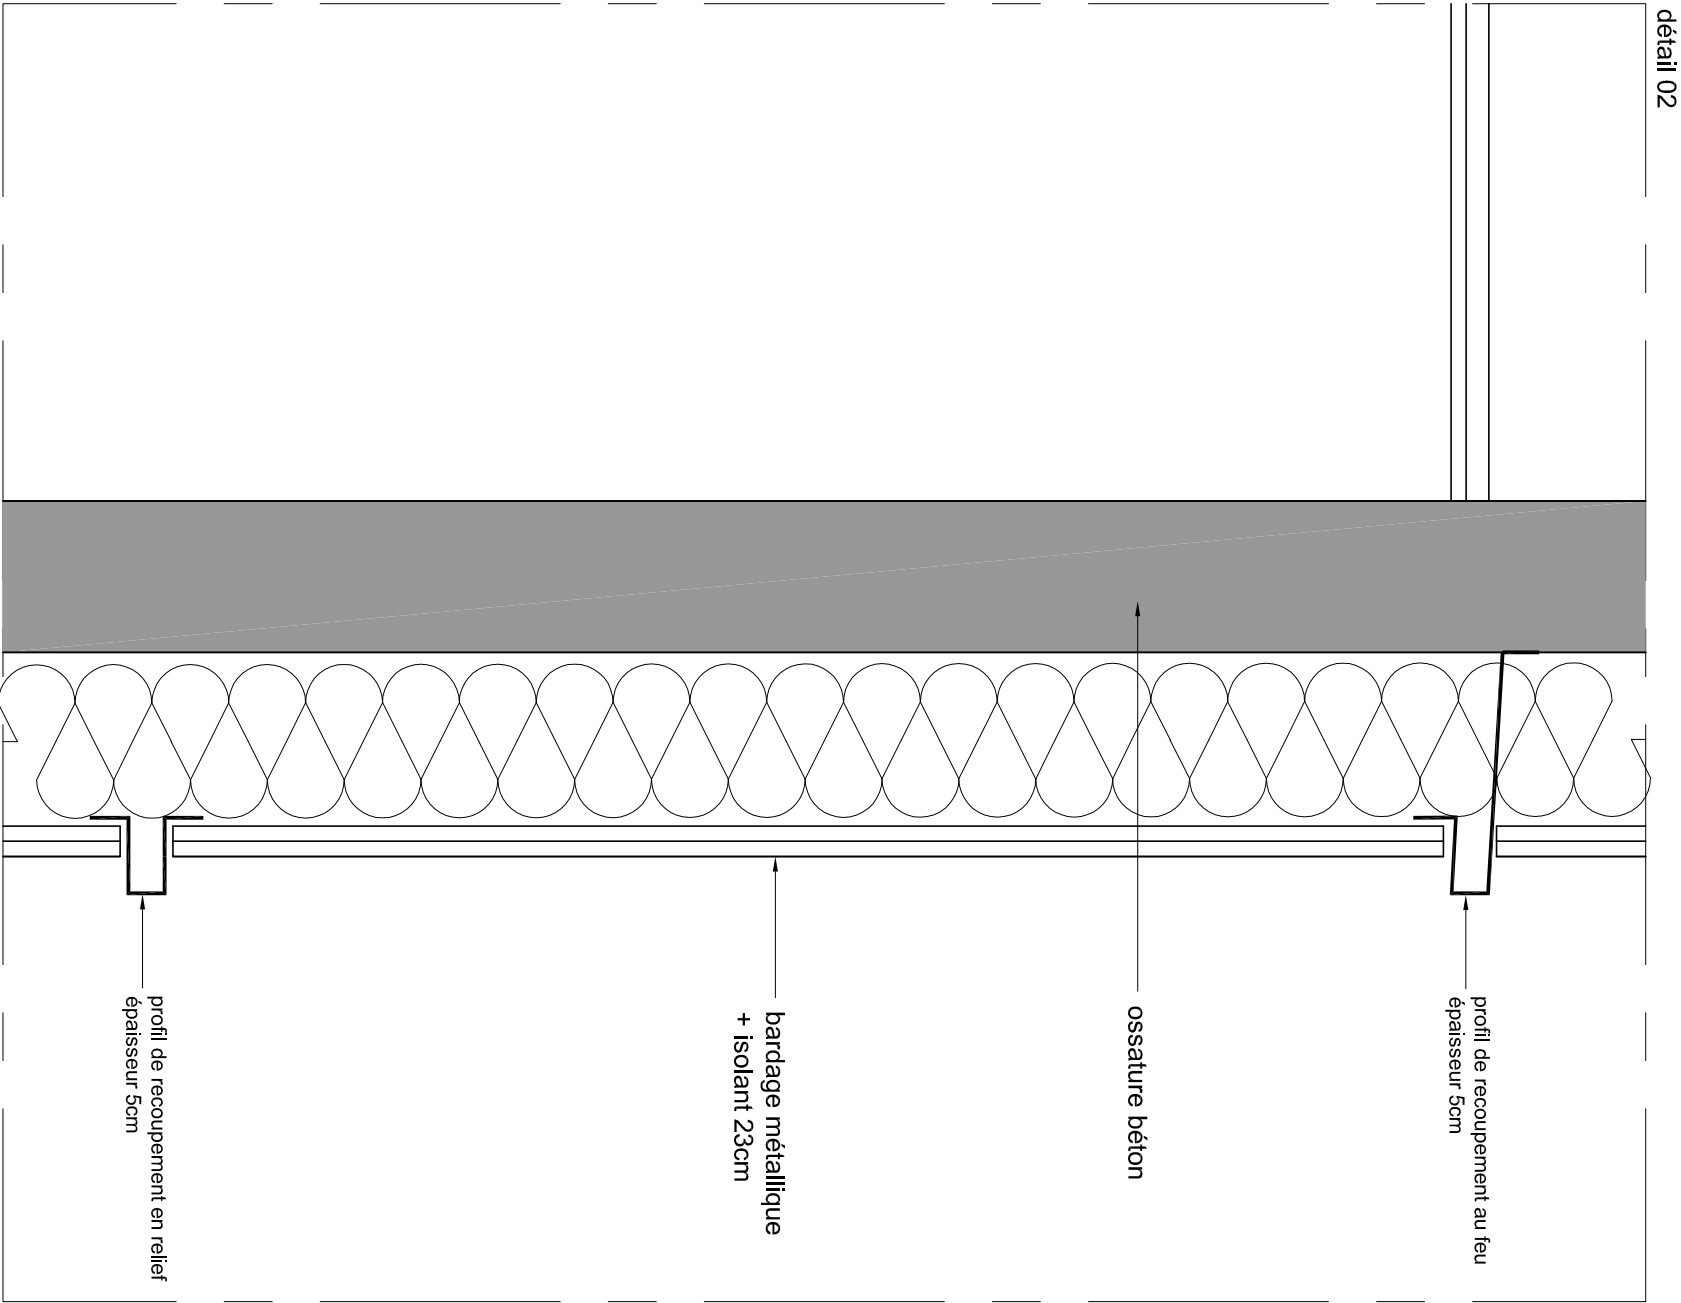 détail 02
profil de recoupement au feu
épaisseur 5cm
ossature béton
bardage métallique
+ isolant 23cm
profil de recoupement en relief
épaisseur 5cm